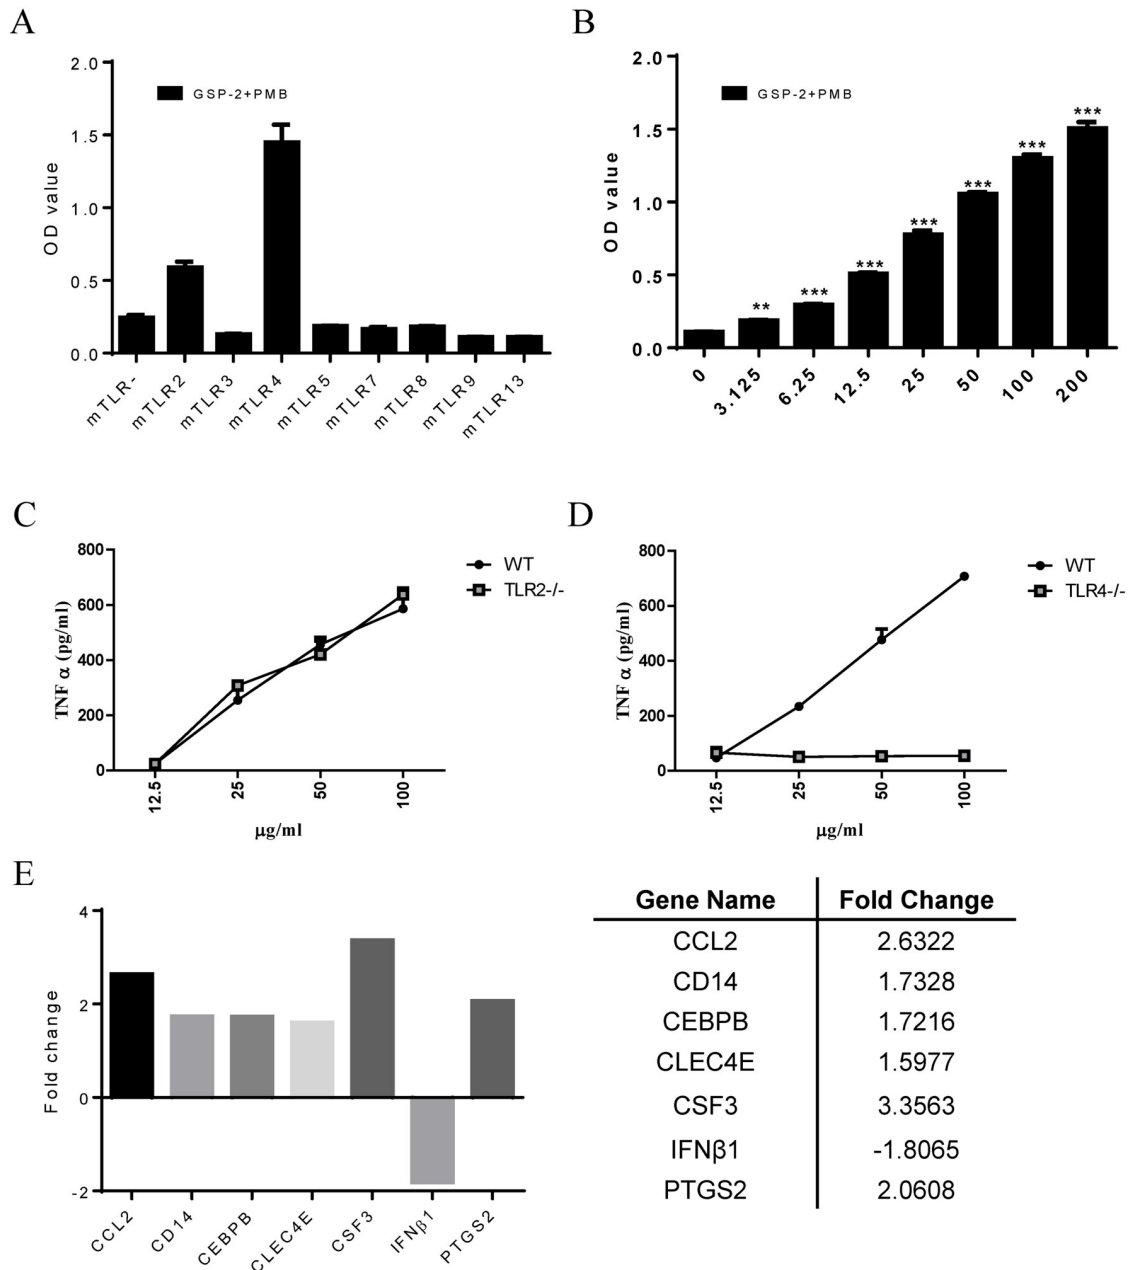 A
2.0
1.5
1.0
0.5
0.0
OD value
GSP-2+PMB
mTLR-
mTLR2
mTLR3
mTLR4
mTLR5
mTLR7
mTLR8
mTLR9
mTLR13
B
2.0
1.5
1.0
0.5
0.0
OD value
GSP-2+PMB
**
***
***
***
***
***
***
0
3.125
6.25
12.5
25
50
100
200
C
800
600
400
200
0
TNF α (pg/ml)
WT
TLR2-/-
12.5
25
50
100
μg/ml
D
800
600
400
200
0
TNF α (pg/ml)
WT
TLR4-/-
12.5
25
50
100
μg/ml
E
4
2
0
-2
Fold change
CCL2
CD14
CEBPB
CLEC4E
CSF3
IFNβ1
PTGS2
Gene Name Fold Change
CCL2 2.6322
CD14 1.7328
CEBPB 1.7216
CLEC4E 1.5977
CSF3 3.3563
IFNβ1 -1.8065
PTGS2 2.0608